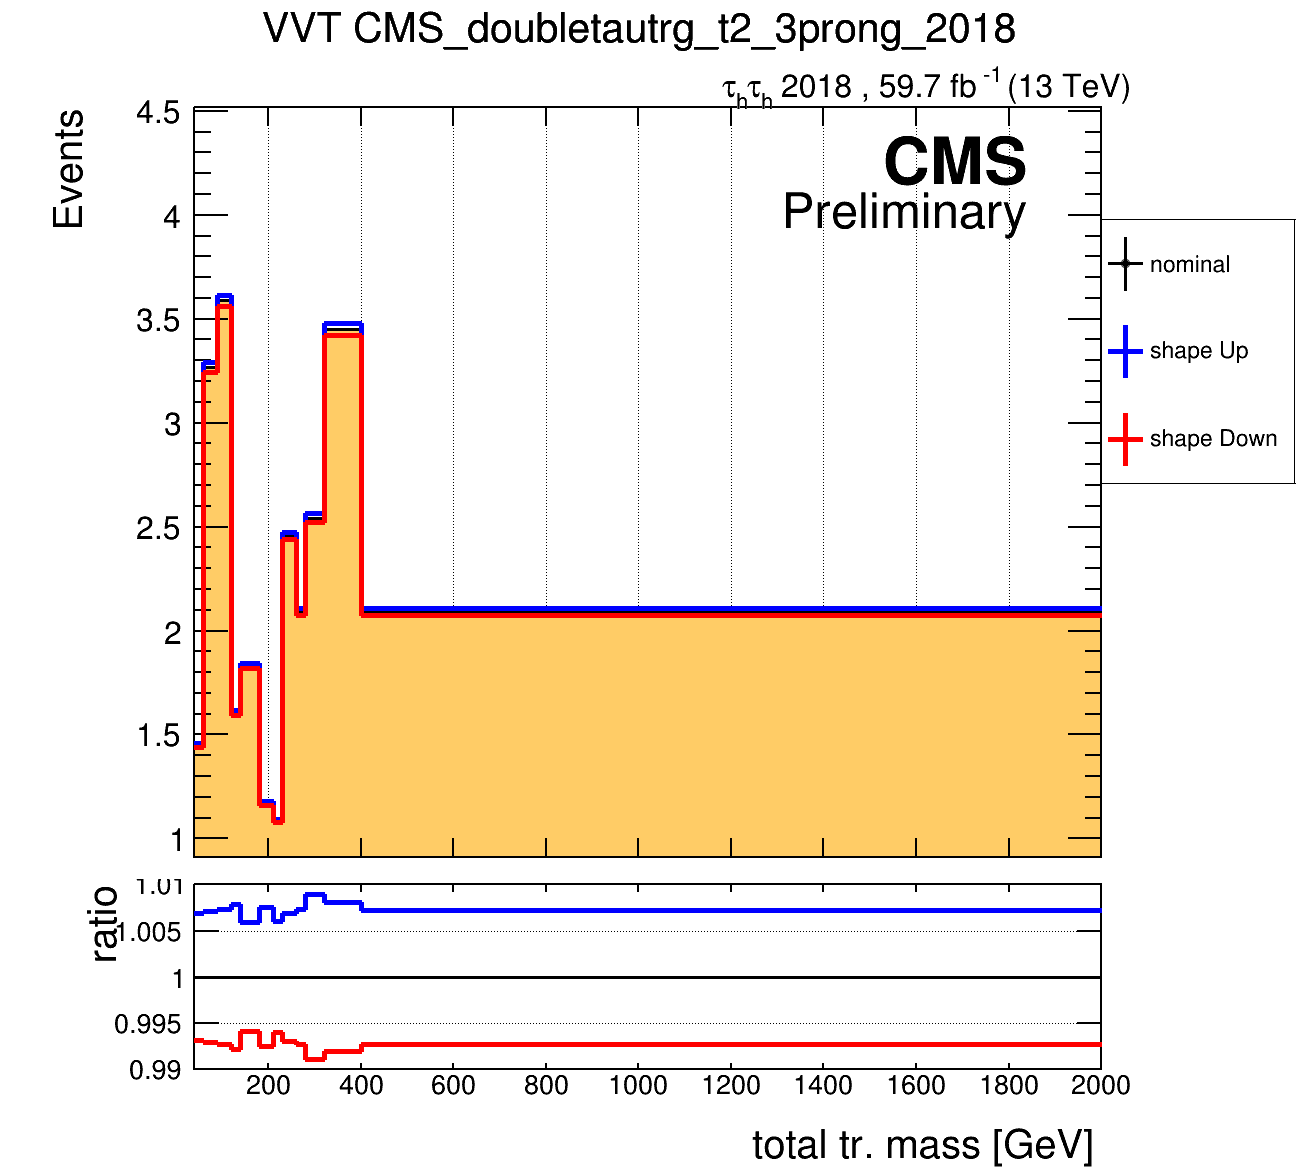 VVT CMS_doubletautrg_t2_3prong_2018
τhτh 2018 , 59.7 fb -1 (13 TeV)
Events
4.5
4
3.5
3
2.5
2
1.5
1
CMS
Preliminary
nominal
shape Up
shape Down
ratio
1.01
1.005
1
0.995
0.99
200 400 600 800 1000 1200 1400 1600 1800 2000
total tr. mass [GeV]